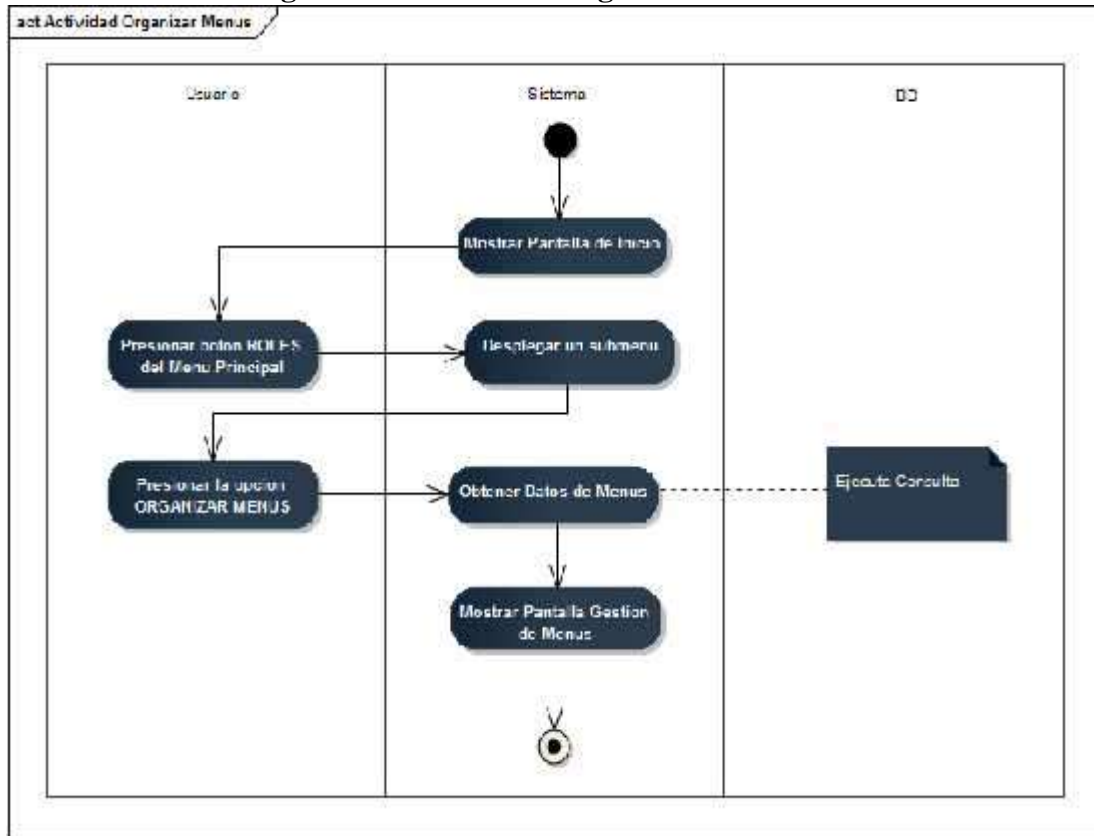 act Actividad Organizar Menus
Usuario
Sistema
BD
Mostrar Pantalla de Inicio
Presionar boton ROLES
del Menu Principal
Desplegar un submenu
Presionar la opcion
ORGANIZAR MENUS
Obtener Datos de Menus
Ejecuta Consulta
Mostrar Pantalla Gestion
de Menus